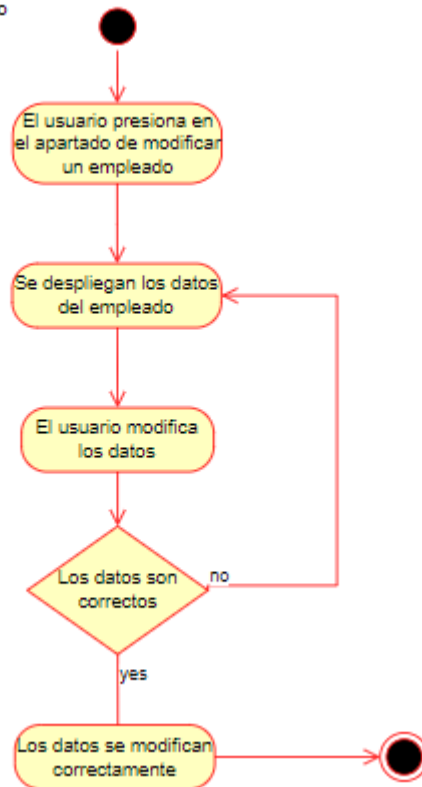 o
El usuario presiona en
el apartado de modificar
un empleado
Se despliegan los datos
del empleado
El usuario modifica
los datos
Los datos son
correctos
no
yes
Los datos se modifican
correctamente